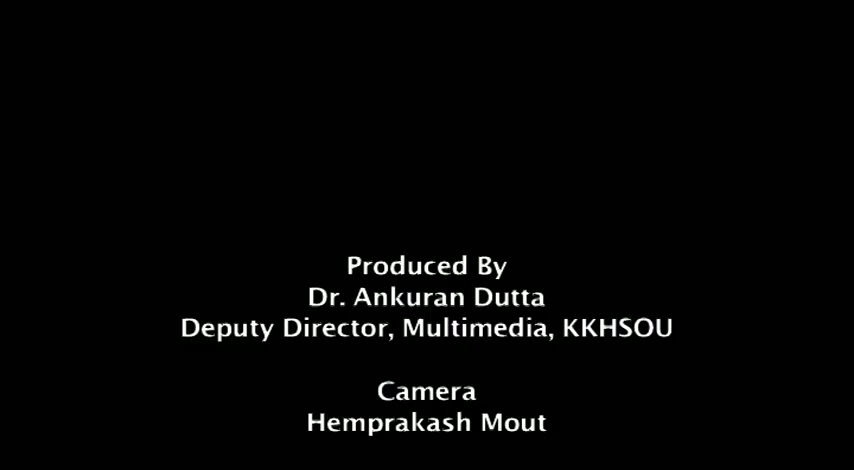 Produced By
Dr. Ankuran Dutta
Deputy Director, Multimedia, KKHSOU
Camera
Hemprakash Mout